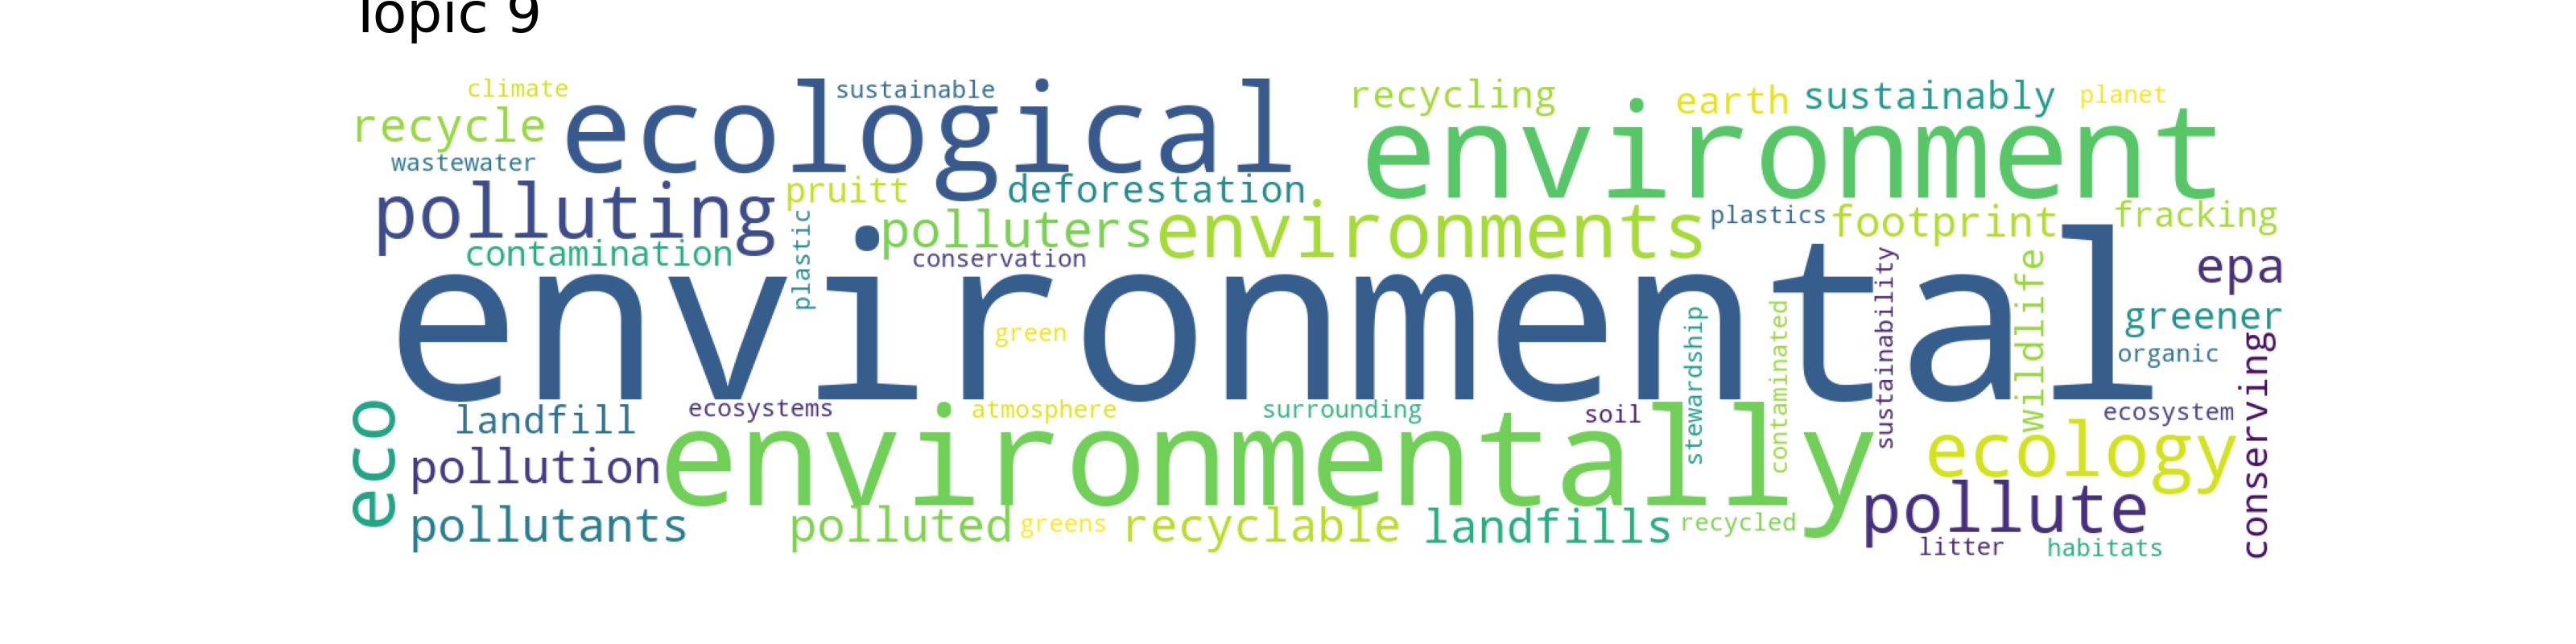 Topic 9
climate
sustainable
recycling
earth
sustainably
planet
recycle
ecological
environment
wastewater
polluting
pruitt
deforestation
polluters
environments
plastics
footprint
fracking
contamination
plastic
conservation
epa
environmental
green
stewardship
contaminated
sustainability
wildlife
greener
organic
conserving
eco
landfill
ecosystems
atmosphere
surrounding
soil
ecosystem
pollution
environmentally
ecology
pollutants
polluted
greens
recyclable
landfills
recycled
pollute
litter
habitats